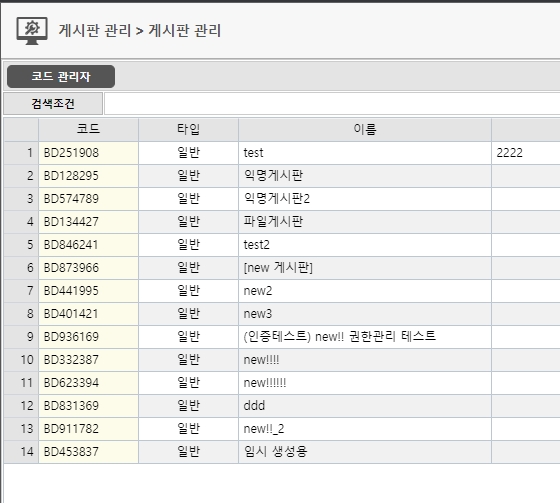 게시판 관리 > 게시판 관리
코드 관리자
검색조건
코드 타입 이름
1 BD251908 일반 test 2222
2 BD128295 일반 익명게시판
3 BD574789 일반 익명게시판2
4 BD134427 일반 파일게시판
5 BD846241 일반 test2
6 BD873966 일반 [new 게시판]
7 BD441995 일반 new2
8 BD401421 일반 new3
9 BD936169 일반 (인증테스트) new!! 권한관리 테스트
10 BD332387 일반 new!!!!
11 BD623394 일반 new!!!!!!
12 BD831369 일반 ddd
13 BD911782 일반 new!!_2
14 BD453837 일반 임시 생성용